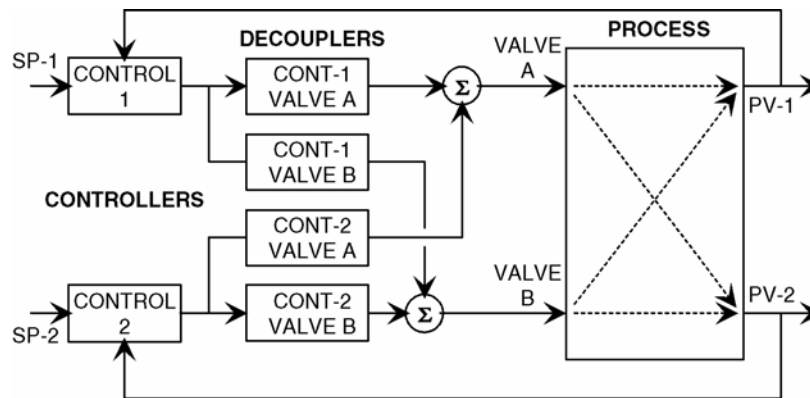 DECOUPLERS
VALVE
A
PROCESS
SP-1
CONTROL
1
CONT-1
VALVE A
Σ
PV-1
CONT-1
VALVE B
CONTROLLERS
CONT-2
VALVE A
VALVE
B
SP-2
CONTROL
2
CONT-2
VALVE B
Σ
PV-2